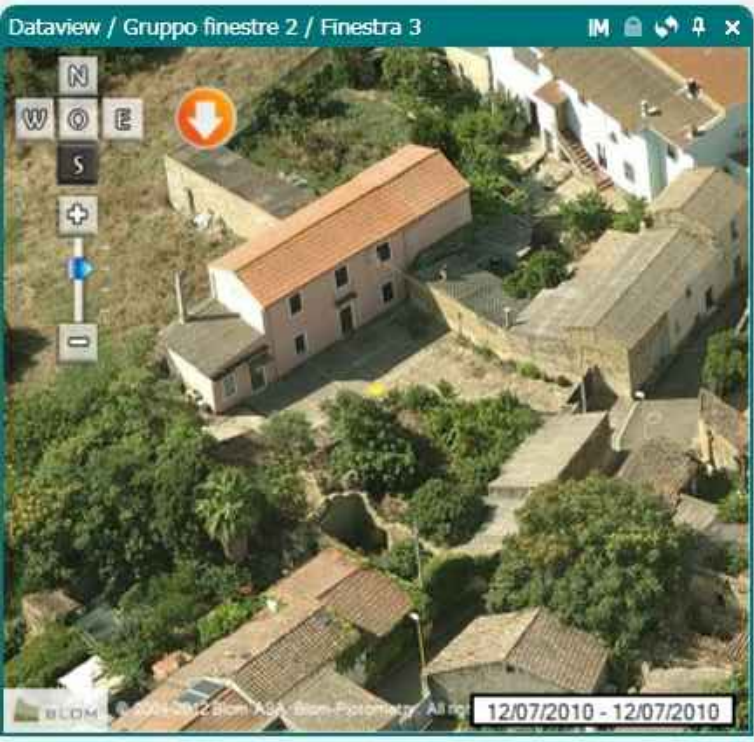 Dataview / Gruppo finestre 2 / Finestra 3
IM
N
W O E
S
BLOM © 2004-2012 Blom ASA, Blom-Pictometry All rig
12/07/2010 - 12/07/2010